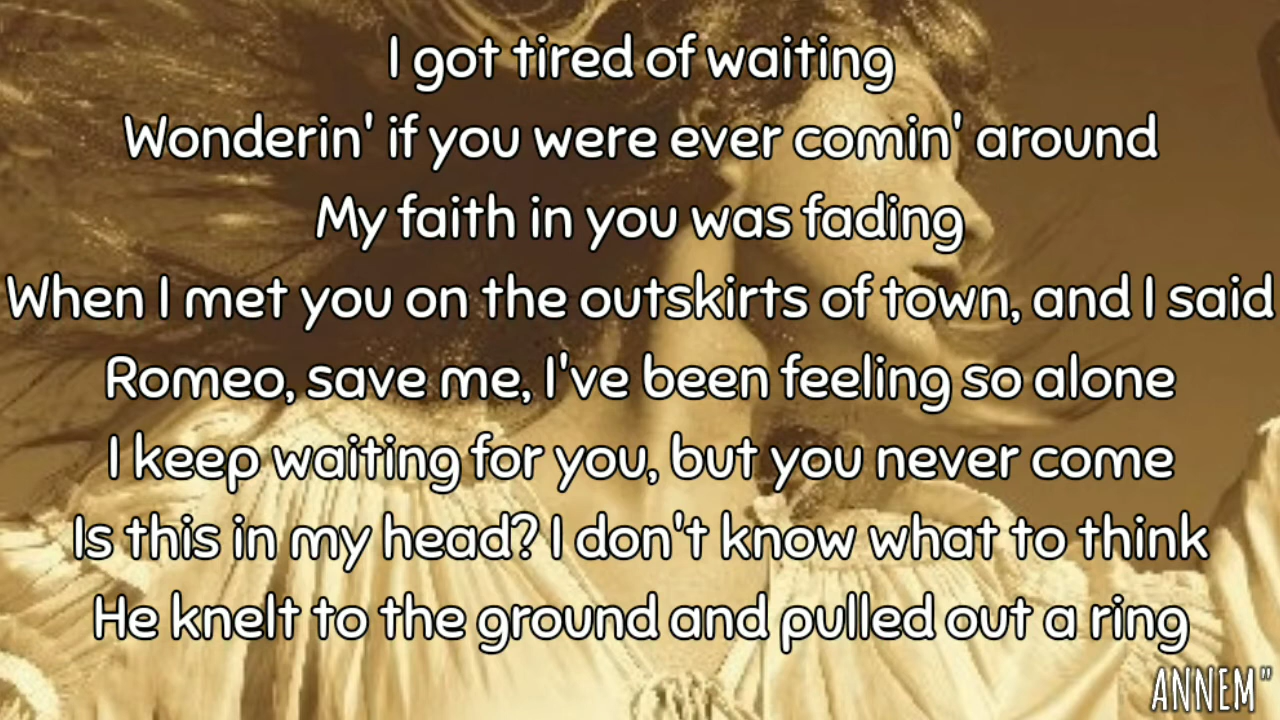 I got tired of waiting
Wonderin' if you were ever comin' around
My faith in you was fading
When I met you on the outskirts of town, and I said
Romeo, save me, I've been feeling so alone
I keep waiting for you, but you never come
Is this in my head? I don't know what to think
He knelt to the ground and pulled out a ring
ANNEM"